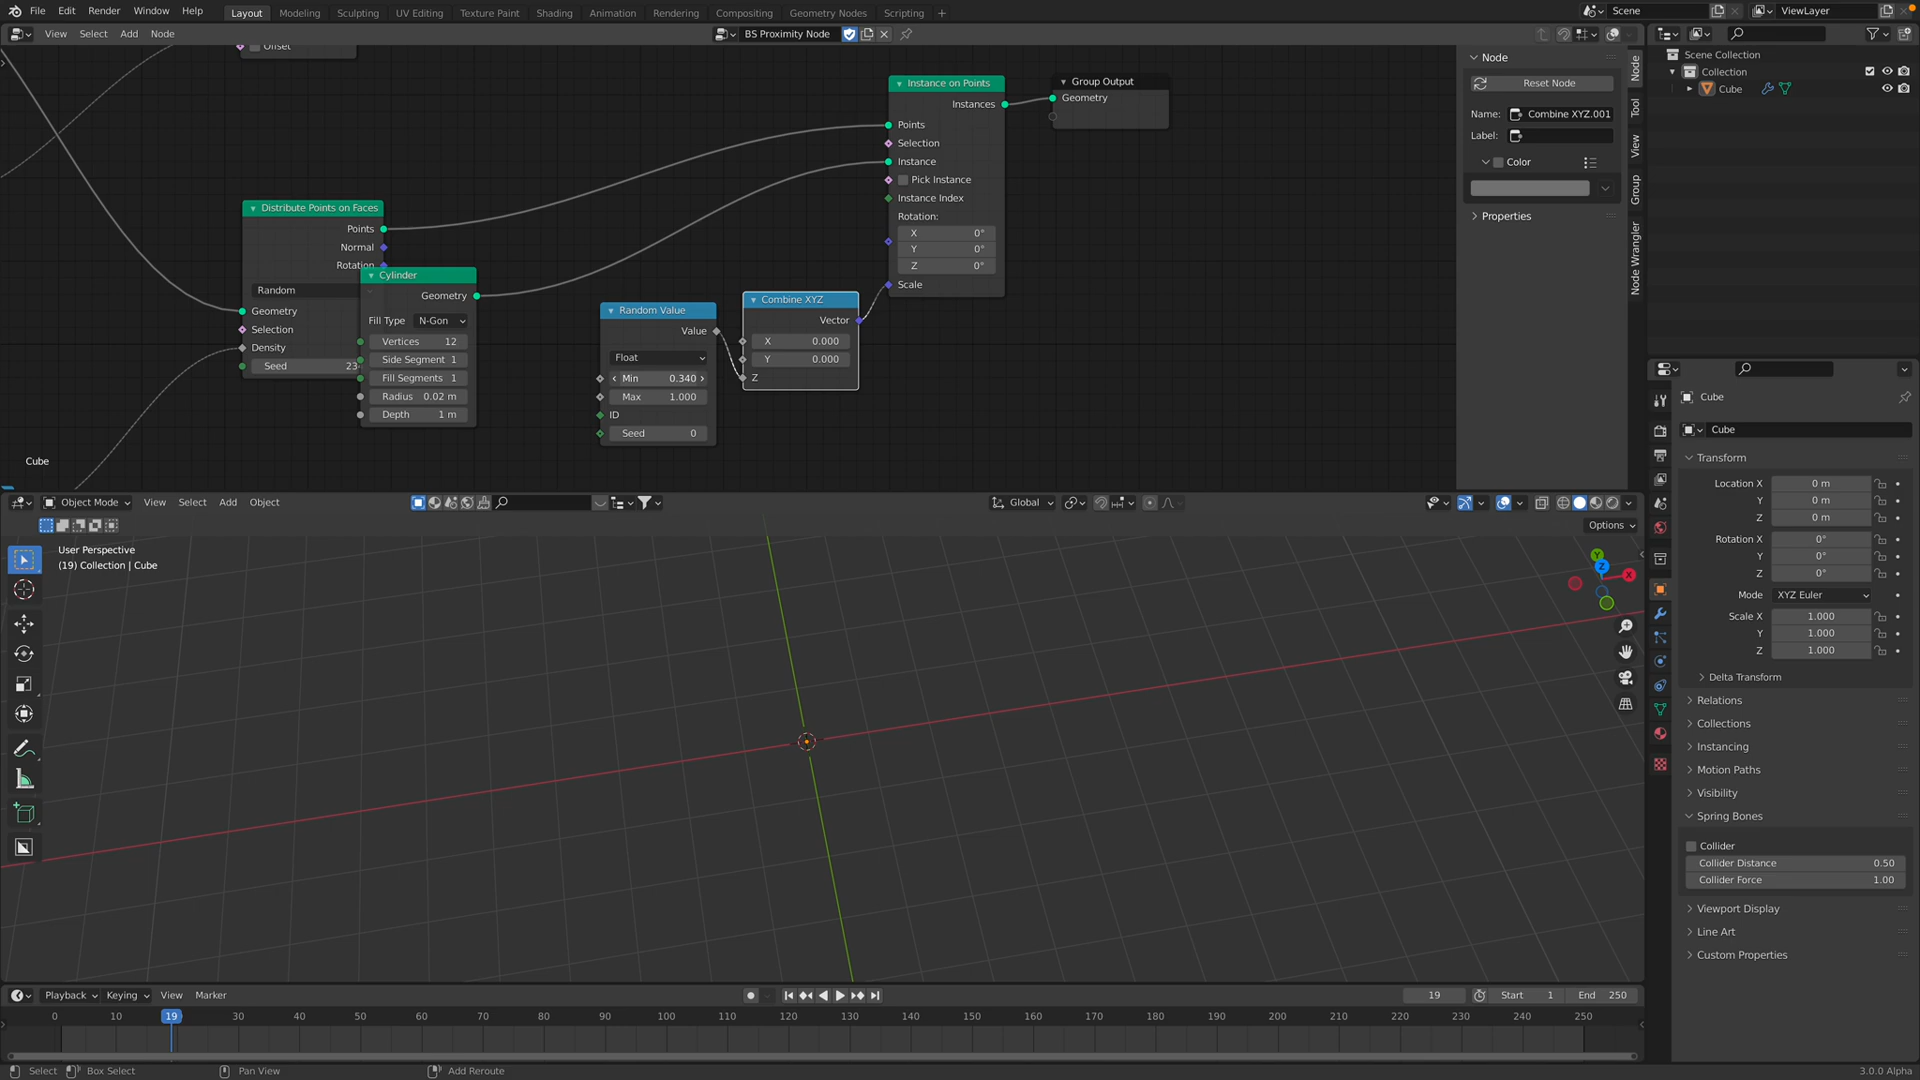 File Edit Render Window Help Layout Modeling Sculpting UV Editing Texture Paint Shading Animation Rendering Compositing Geometry Nodes Scripting + Scene ViewLayer
View Select Add Node BS Proximity Node
Offset
Distribute Points on Faces
Points
Normal
Rotation
Random
Geometry
Selection
Density
Seed 23
Cylinder
Geometry
Fill Type N-Gon
Vertices 12
Side Segment 1
Fill Segments 1
Radius 0.02 m
Depth 1 m
Random Value
Value
Float
Min 0.340
Max 1.000
ID
Seed 0
Combine XYZ
Vector
X 0.000
Y 0.000
Z
Instance on Points
Instances
Points
Selection
Instance
Pick Instance
Instance Index
Rotation:
X 0°
Y 0°
Z 0°
Scale
Group Output
Geometry
Cube
Node
Reset Node
Name: Combine XYZ.001
Label:
Color
Properties
Node
Tool
View
Group
Node Wrangler
Scene Collection
Collection
Cube
Object Mode View Select Add Object Global
Options
User Perspective
(19) Collection | Cube
Y
Z
X
Cube
Cube
Transform
Location X 0 m
Y 0 m
Z 0 m
Rotation X 0°
Y 0°
Z 0°
Mode XYZ Euler
Scale X 1.000
Y 1.000
Z 1.000
Delta Transform
Relations
Collections
Instancing
Motion Paths
Visibility
Spring Bones
Collider
Collider Distance 0.50
Collider Force 1.00
Viewport Display
Line Art
Custom Properties
Playback Keying View Marker 19 Start 1 End 250
0 10 19 30 40 50 60 70 80 90 100 110 120 130 140 150 160 170 180 190 200 210 220 230 240 250
Select Box Select Pan View Add Reroute 3.0.0 Alpha